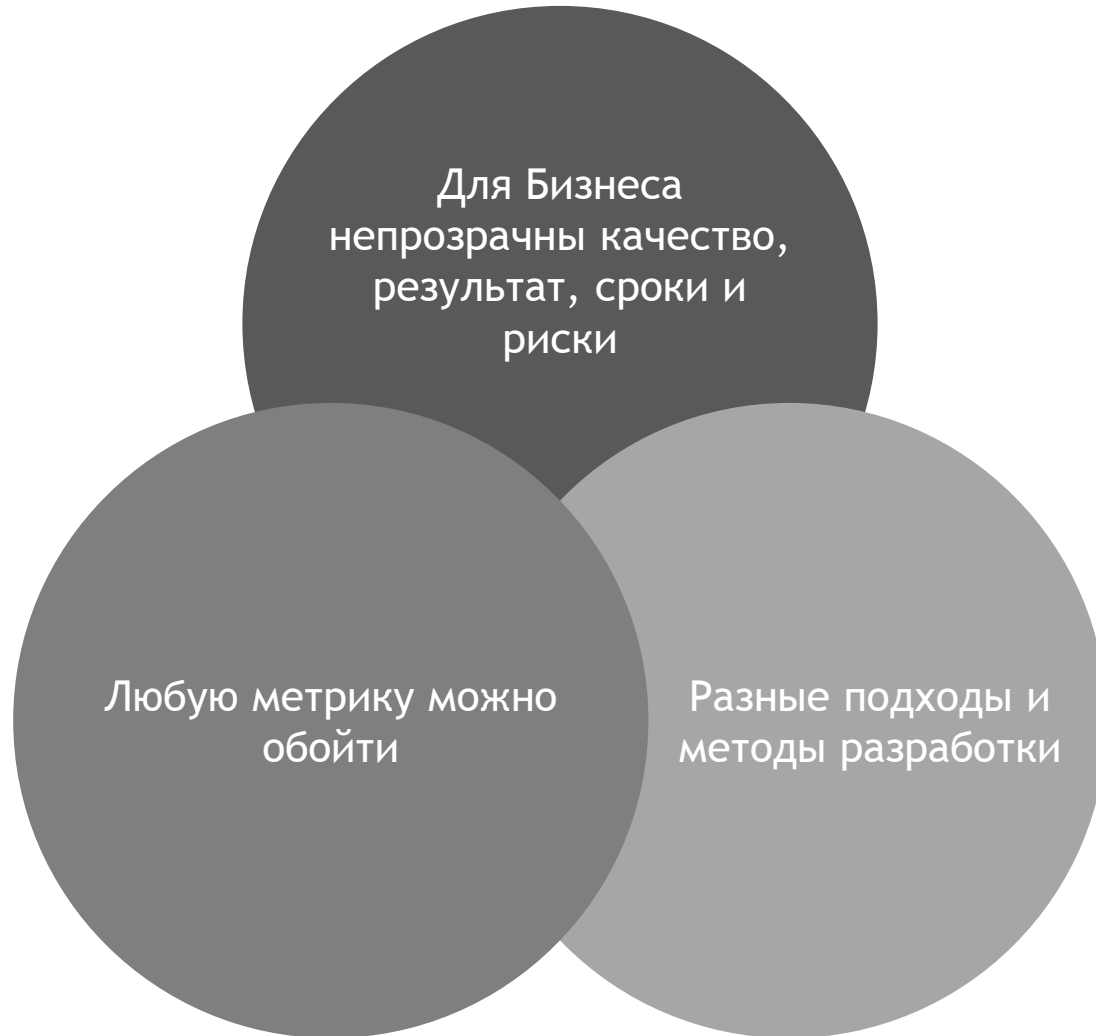 Для Бизнеса
непрозрачны качество,
результат, сроки и
риски
Любую метрику можно
обойти
Разные подходы и
методы разработки